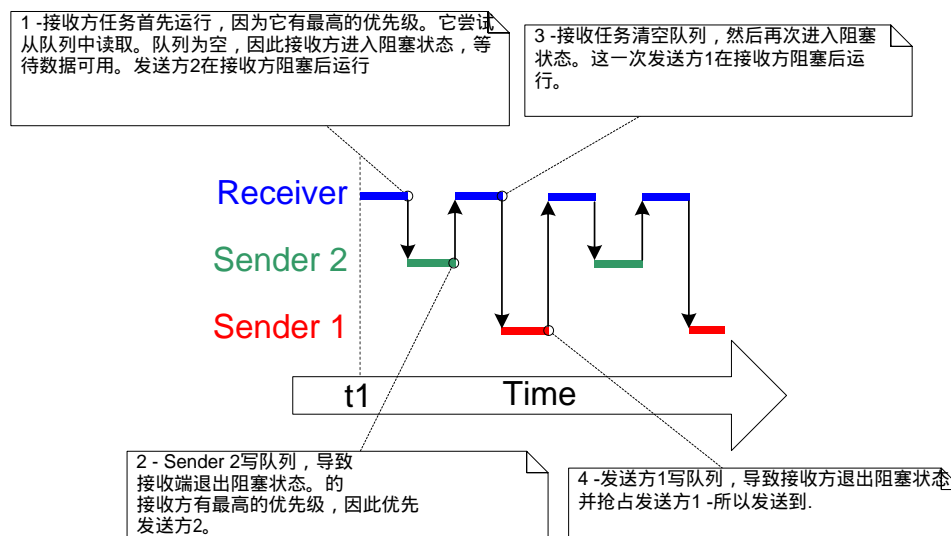 1 -接收方任务首先运行，因为它有最高的优先级。它尝试
从队列中读取。队列为空，因此接收方进入阻塞状态，等
待数据可用。发送方2在接收方阻塞后运行
3 -接收任务清空队列，然后再次进入阻塞
状态。这一次发送方1在接收方阻塞后运
行。
Receiver
Sender 2
Sender 1
t1
Time
2 - Sender 2写队列，导致
接收端退出阻塞状态。的
接收方有最高的优先级，因此优先
发送方2。
4 -发送方1写队列，导致接收方退出阻塞状态
并抢占发送方1 -所以发送到.